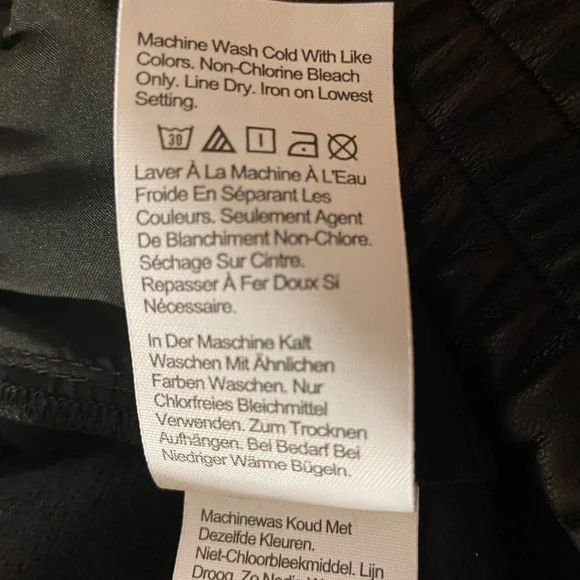 Machine Wash Cold With Like
Colors. Non-Chlorine Bleach
Only. Line Dry. Iron on Lowest
Setting.
30
Laver À La Machine À L'Eau
Froide En Séparant Les
Couleurs. Seulement Agent
De Blanchiment Non-Chlore.
Séchage Sur Cintre.
Repasser À Fer Doux Si
Nécessaire.
In Der Maschine Kalt
Waschen Mit Ähnlichen
Farben Waschen. Nur
Chlorfreies Bleichmittel
Verwenden. Zum Trocknen
Aufhängen. Bei Bedarf Bei
Niedriger Wärme Bügeln.
Machinewas Koud Met
Dezelfde Kleuren.
Niet-Chloorbleekmiddel. Lijn
Droog. Zo Nodig